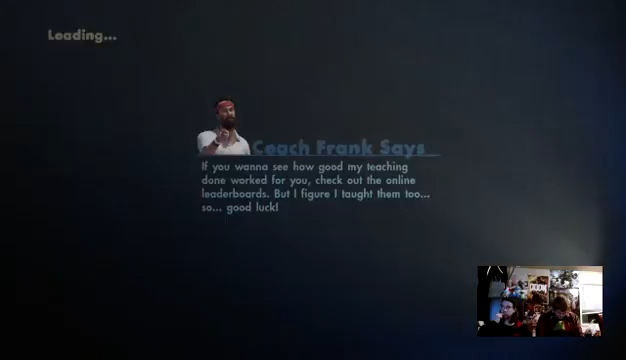 Loading...
Coach Frank Says
If you wanna see how good my teaching
done worked for you, check out the online
leaderboards. But I figure I taught them too...
so... good luck!
DOOM